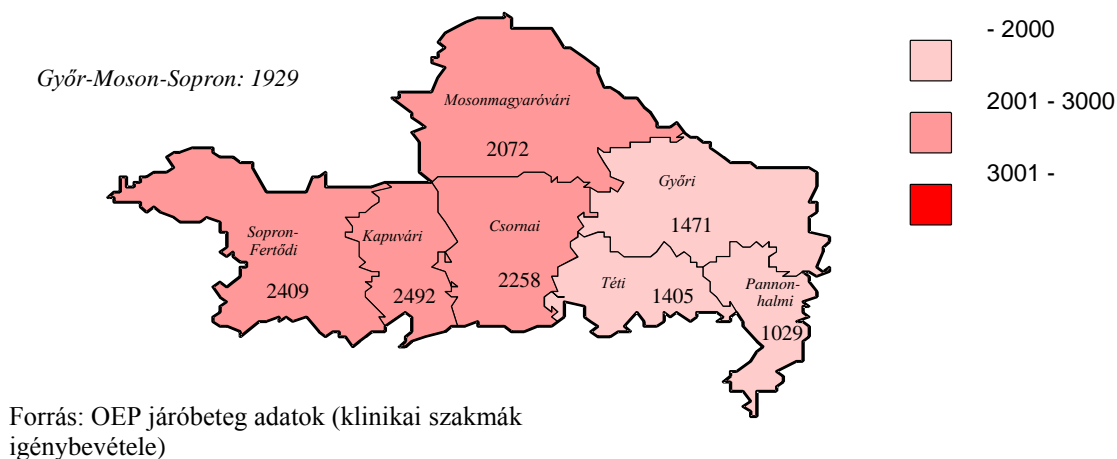 - 2000
Győr-Moson-Sopron: 1929
2001 - 3000
Mosonmagyaróvári
2072
3001 -
Győri
1471
Sopron-
Fertődi
2409
Kapuvári
2492
Csornai
2258
Téti
1405
Pannon-
halmi
1029
Forrás: OEP járóbeteg adatok (klinikai szakmák
igénybevétele)